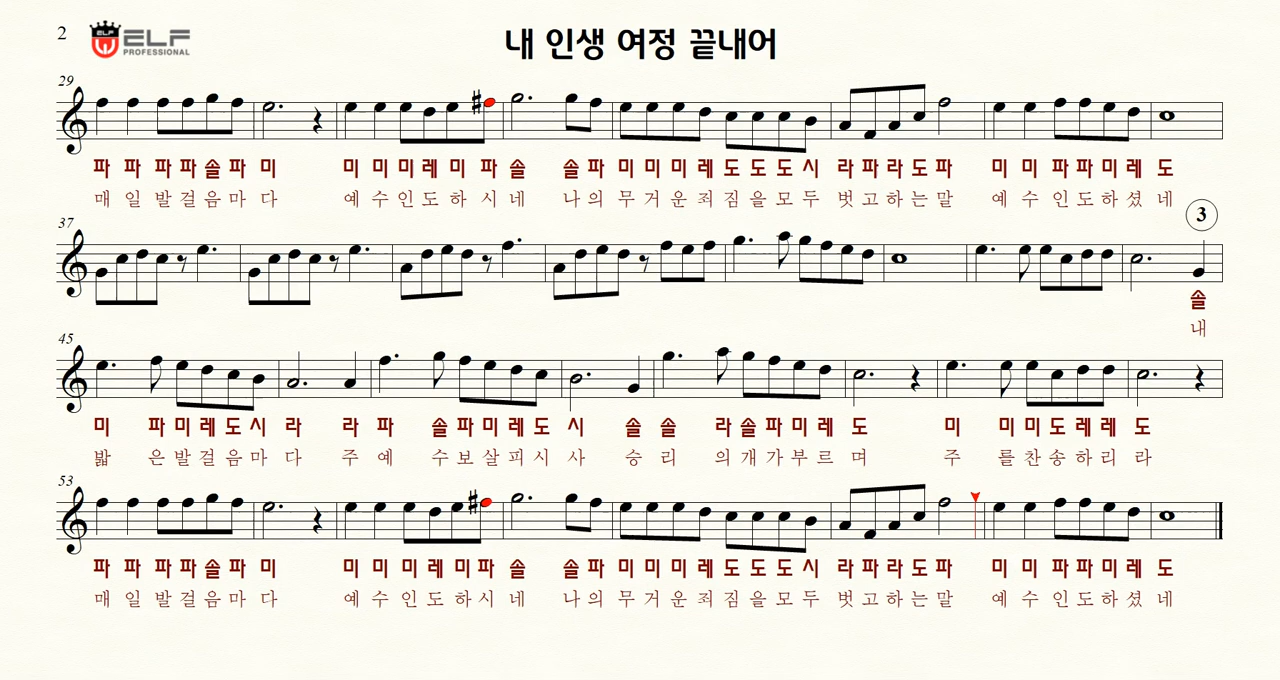 2
ELF
ELF
PROFESSIONAL
내 인생 여정 끝내어
29
파 파 파 파 솔 파 미 미 미 미 레 미 파 솔 솔 파 미 미 미 레 도 도 도 시 라 파 라 도 파 미 미 파 파 미 레 도
매 일 발 걸 음 마 다 예 수 인 도 하 시 네 나 의 무 거 운 죄 짐 을 모 두 벗 고 하 는 말 예 수 인 도 하 셨 네
37
3
솔
내
45
미 파 미 레 도 시 라 라 파 솔 파 미 레 도 시 솔 솔 라 솔 파 미 레 도 미 미 미 도 레 레 도
밟 은 발 걸 음 마 다 주 예 수 보 살 피 시 사 승 리 의 개 가 부 르 며 주 를 찬 송 하 리 라
53
파 파 파 파 솔 파 미 미 미 미 레 미 파 솔 솔 파 미 미 미 레 도 도 도 시 라 파 라 도 파 미 미 파 파 미 레 도
매 일 발 걸 음 마 다 예 수 인 도 하 시 네 나 의 무 거 운 죄 짐 을 모 두 벗 고 하 는 말 예 수 인 도 하 셨 네